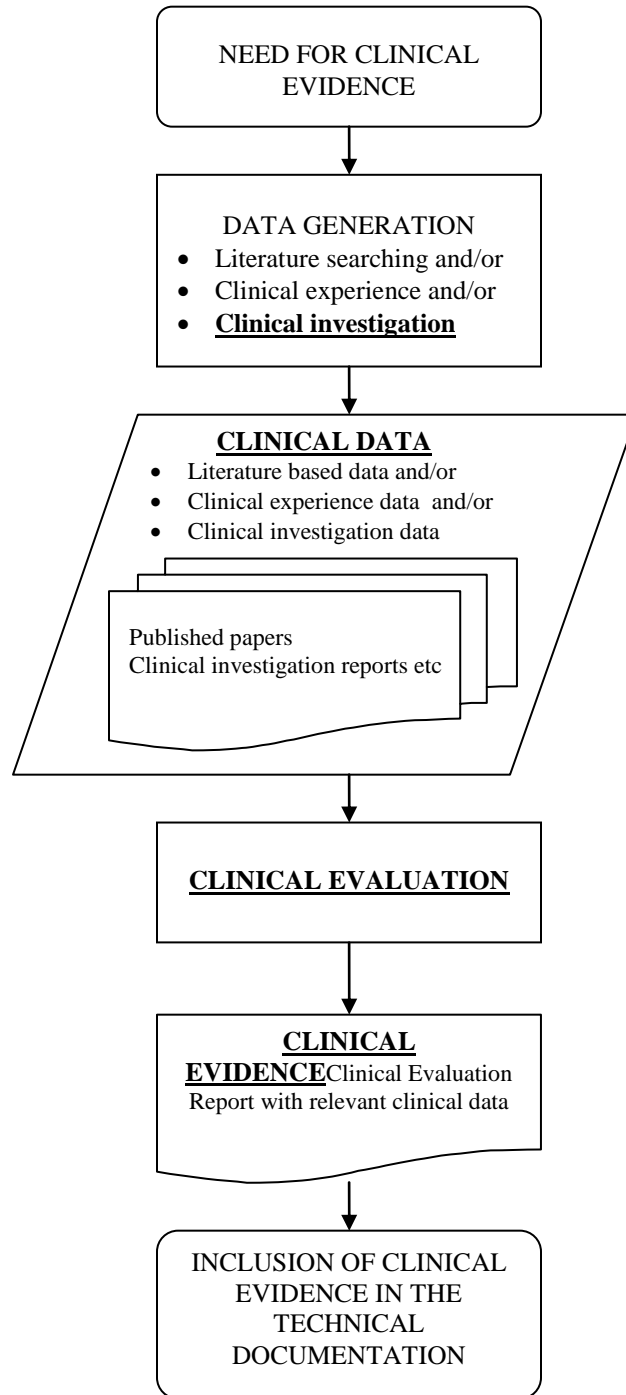 NEED FOR CLINICAL
EVIDENCE
DATA GENERATION
• Literature searching and/or
• Clinical experience and/or
• Clinical investigation
CLINICAL DATA
• Literature based data and/or
• Clinical experience data and/or
• Clinical investigation data
Published papers
Clinical investigation reports etc
CLINICAL EVALUATION
CLINICAL
EVIDENCEClinical Evaluation
Report with relevant clinical data
INCLUSION OF CLINICAL
EVIDENCE IN THE
TECHNICAL
DOCUMENTATION